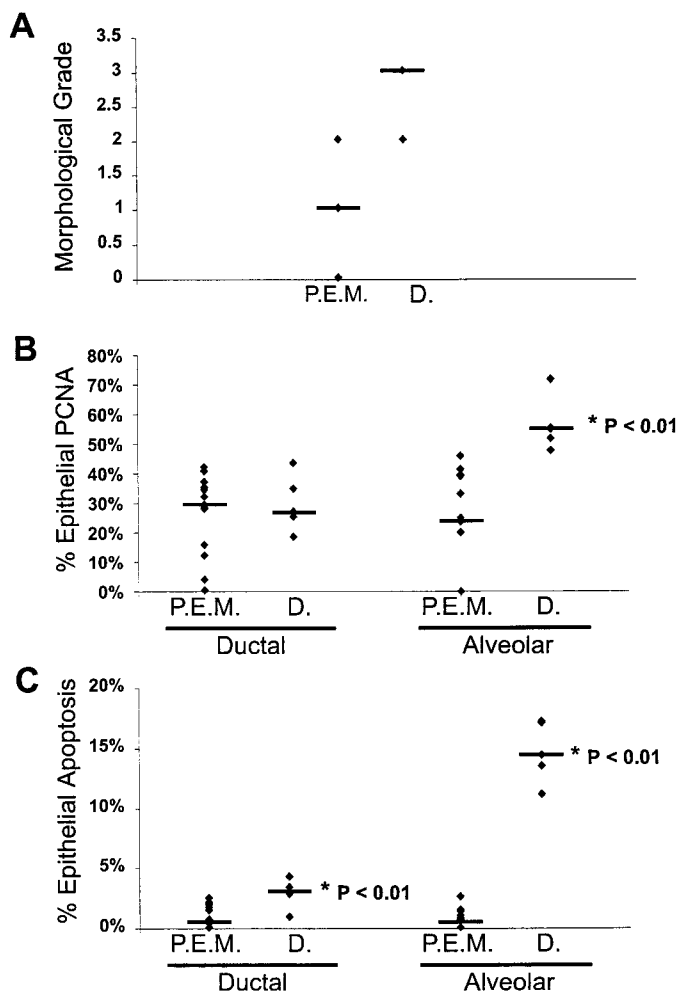 A
Morphological Grade
3.5
3
2.5
2
1.5
1
0.5
0
P.E.M. D.
B
% Epithelial PCNA
80%
70%
60%
50%
40%
30%
20%
10%
0%
* P < 0.01
P.E.M. D. P.E.M. D.
Ductal Alveolar
C
% Epithelial Apoptosis
20%
15%
10%
5%
0%
* P < 0.01
* P < 0.01
P.E.M. D. P.E.M. D.
Ductal Alveolar